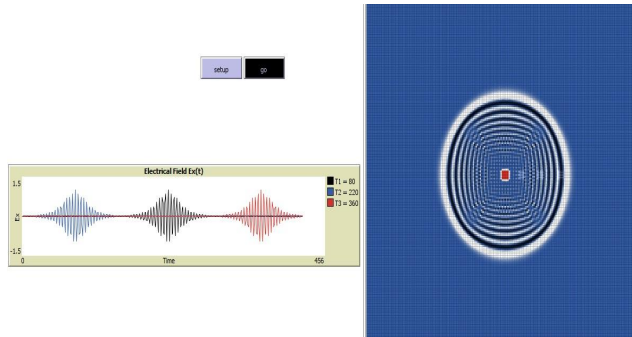 setup go
Electrical Field Ex(t)
1.5
Ex
-1.5
0 Time 456
T1 = 80
T2 = 220
T3 = 360